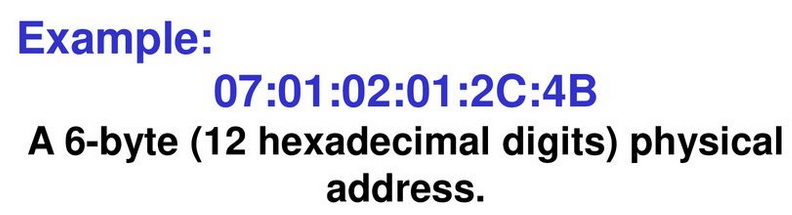 Example:
07:01:02:01:2C:4B
A 6-byte (12 hexadecimal digits) physical
address.